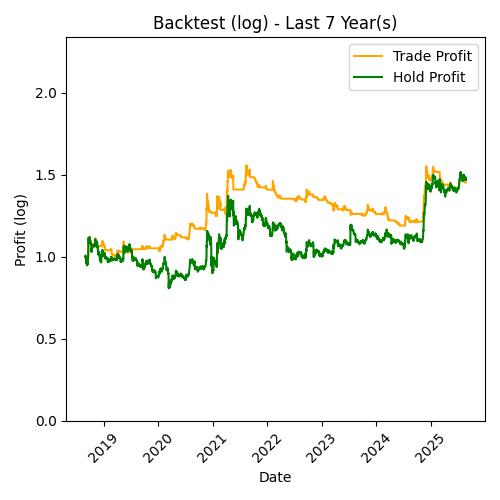 Backtest (log) - Last 7 Year(s)
Trade Profit
Hold Profit
Profit (log)
2.0
1.5
1.0
0.5
0.0
2019 2020 2021 2022 2023 2024 2025
Date